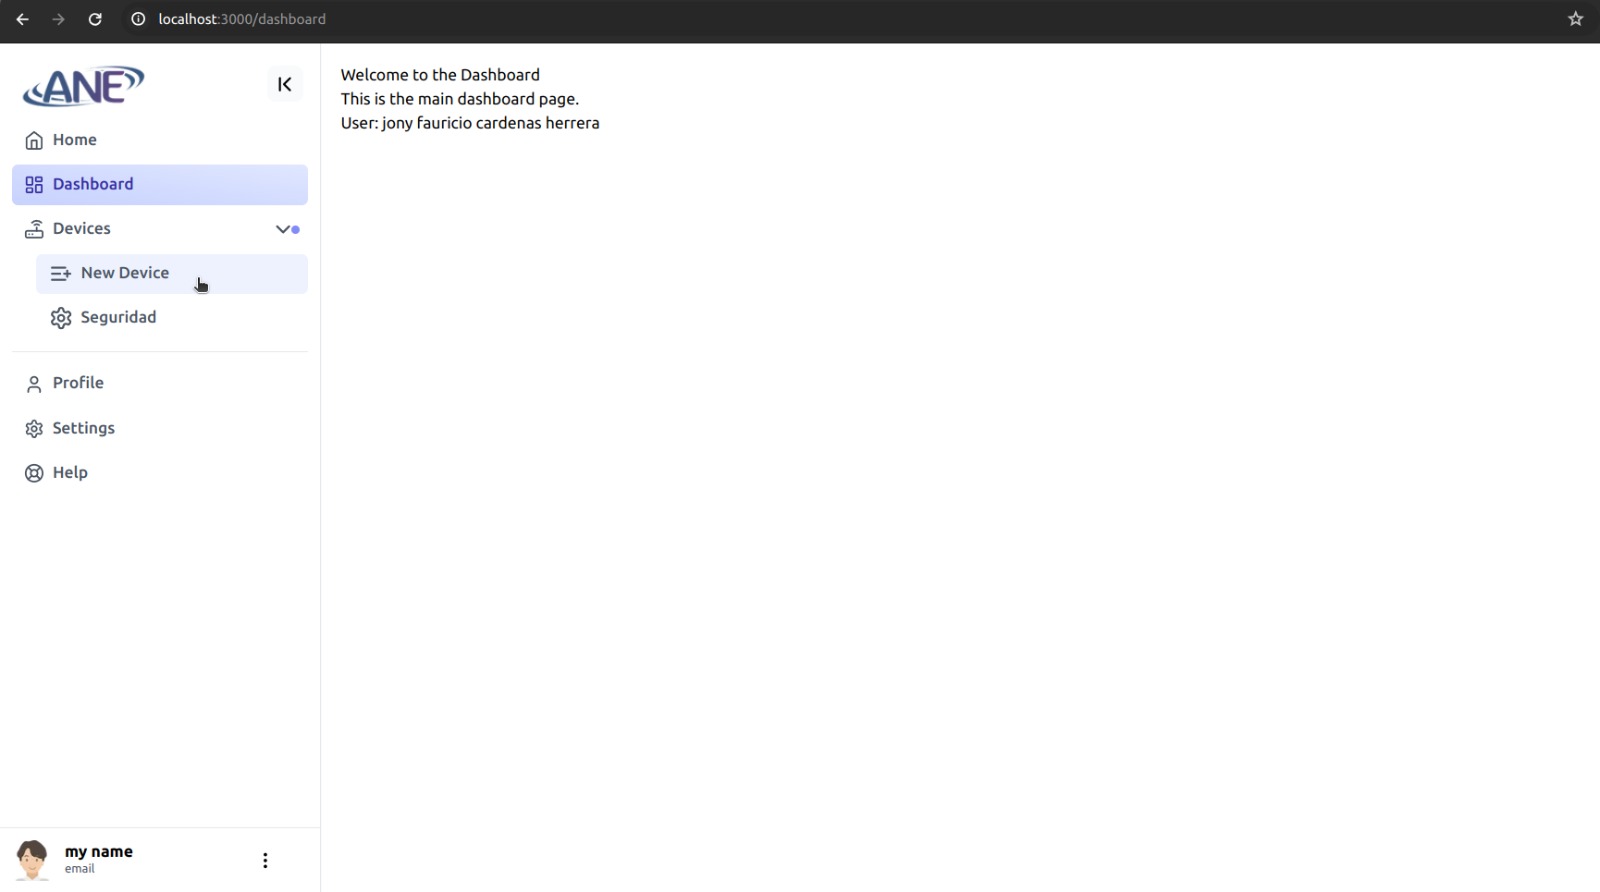 localhost:3000/dashboard
ANE
Home
Dashboard
Devices
New Device
Seguridad
Profile
Settings
Help
my name
email
Welcome to the Dashboard
This is the main dashboard page.
User: jony fauricio cardenas herrera